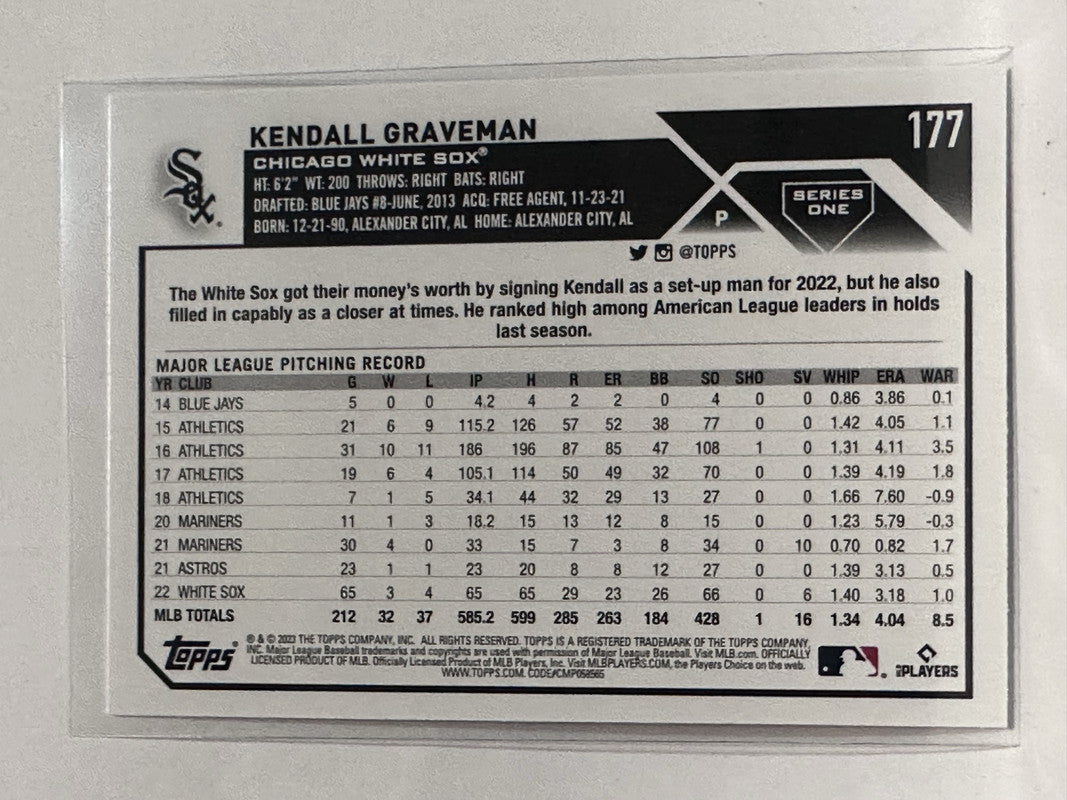 KENDALL GRAVEMAN
177
CHICAGO WHITE SOX®
HT: 6'2" WT: 200 THROWS: RIGHT BATS: RIGHT
DRAFTED: BLUE JAYS #8-JUNE, 2013 ACQ: FREE AGENT, 11-23-21
BORN: 12-21-90, ALEXANDER CITY, AL HOME: ALEXANDER CITY, AL
Sox
P
SERIES
ONE
@TOPPS
The White Sox got their money's worth by signing Kendall as a set-up man for 2022, but he also
filled in capably as a closer at times. He ranked high among American League leaders in holds
last season.
MAJOR LEAGUE PITCHING RECORD
YR CLUB G W L IP H R ER BB SO SHO SV WHIP ERA WAR
14 BLUE JAYS 5 0 0 4.2 4 2 2 0 4 0 0 0.86 3.86 0.1
15 ATHLETICS 21 6 9 115.2 126 57 52 38 77 0 0 1.42 4.05 1.1
16 ATHLETICS 31 10 11 186 196 87 85 47 108 1 0 1.31 4.11 3.5
17 ATHLETICS 19 6 4 105.1 114 50 49 32 70 0 0 1.39 4.19 1.8
18 ATHLETICS 7 1 5 34.1 44 32 29 13 27 0 0 1.66 7.60 -0.9
20 MARINERS 11 1 3 18.2 15 13 12 8 15 0 0 1.23 5.79 -0.3
21 MARINERS 30 4 0 33 15 7 3 8 34 0 10 0.70 0.82 1.7
21 ASTROS 23 1 1 23 20 8 8 12 27 0 0 1.39 3.13 0.5
22 WHITE SOX 65 3 4 65 65 29 23 26 66 0 6 1.40 3.18 1.0
MLB TOTALS 212 32 37 585.2 599 285 263 184 428 1 16 1.34 4.04 8.5
Topps
® & © 2023 THE TOPPS COMPANY, INC. ALL RIGHTS RESERVED. TOPPS IS A REGISTERED TRADEMARK OF THE TOPPS COMPANY,
INC. Major League Baseball trademarks and copyrights are used with permission of Major League Baseball. Visit MLB.com. OFFICIALLY
LICENSED PRODUCT OF MLB. Officially Licensed Product of MLB Players, Inc. Visit MLBPLAYERS.COM, the Players Choice on the web.
WWW.TOPPS.COM. CODE#CMP058565
PLAYERS